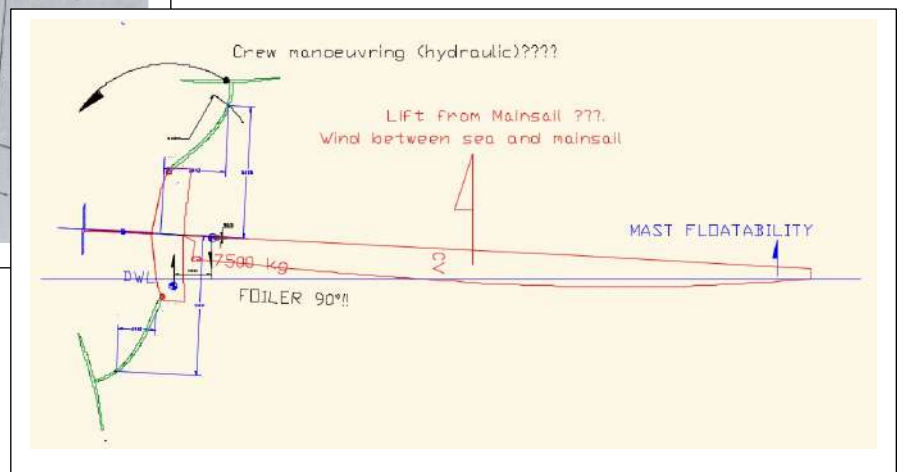 Crew manoeuvring (hydraulic)????
Lift from Mainsail ???.
Wind between sea and mainsail
MAST FLOATABILITY
7500 kg
DWL
FOILER 90°!!